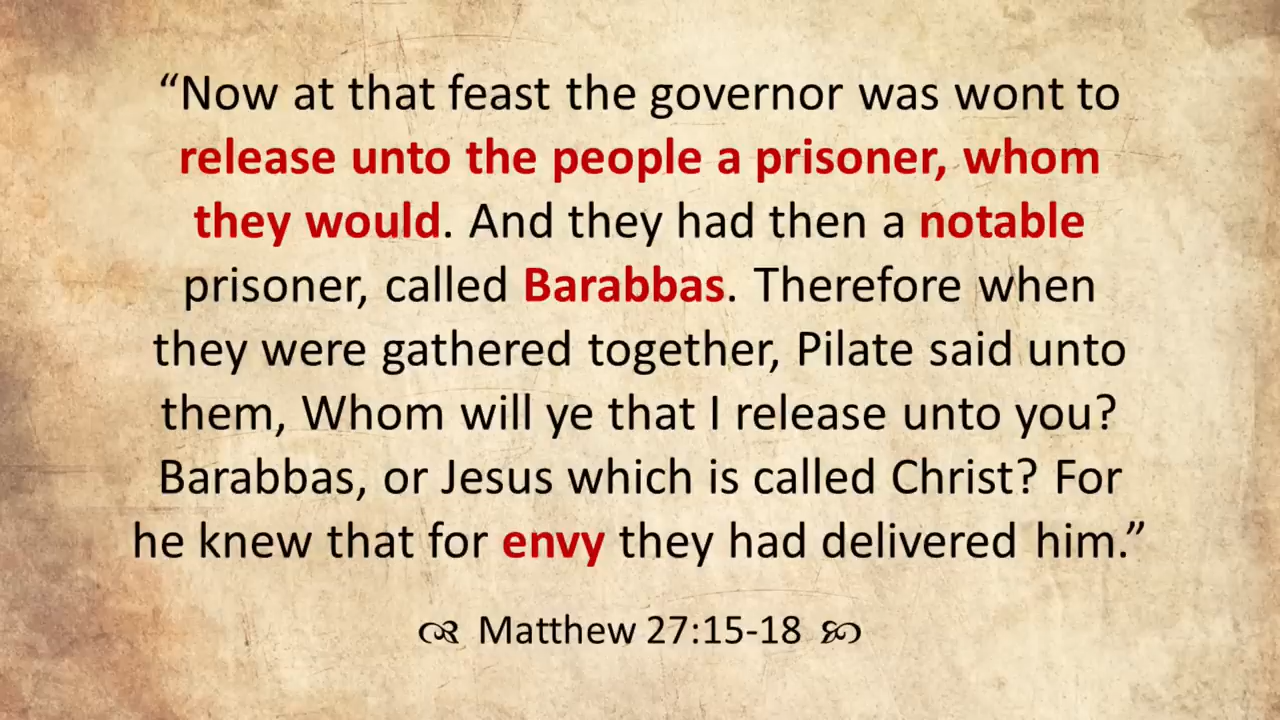 “Now at that feast the governor was wont to
release unto the people a prisoner, whom
they would. And they had then a notable
prisoner, called Barabbas. Therefore when
they were gathered together, Pilate said unto
them, Whom will ye that I release unto you?
Barabbas, or Jesus which is called Christ? For
he knew that for envy they had delivered him.”
Matthew 27:15-18